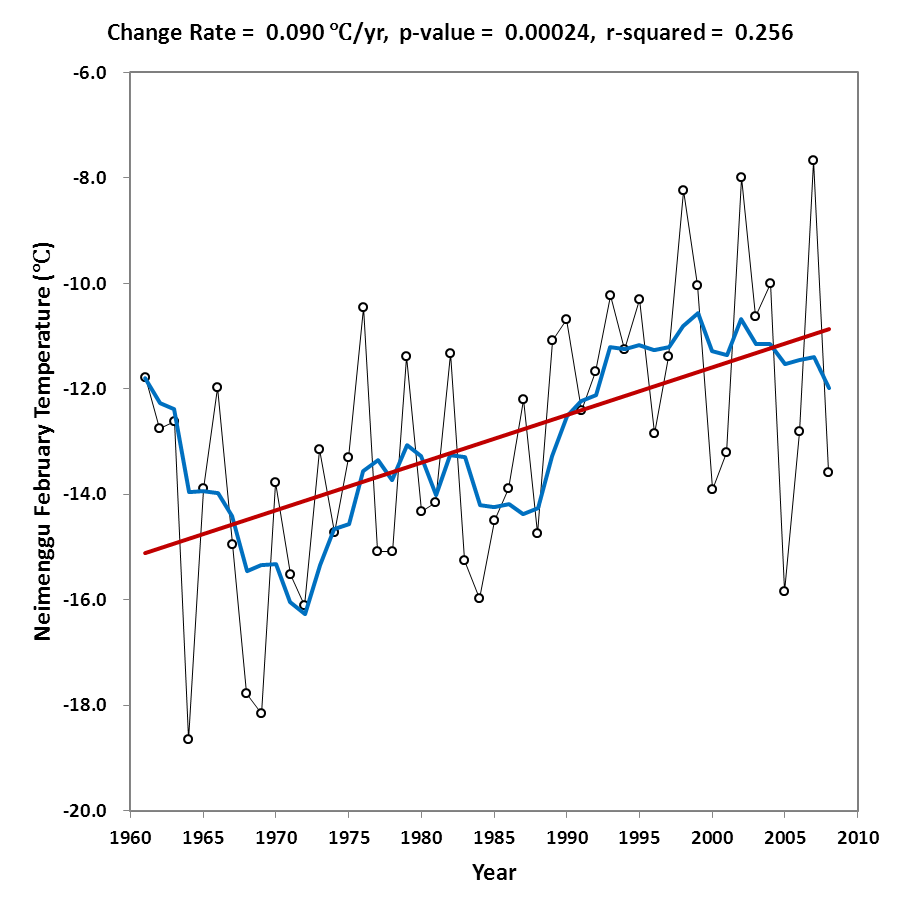 Change Rate = 0.090 ℃/yr, p-value = 0.00024, r-squared = 0.256
-6.0
-8.0
-10.0
-12.0
-14.0
-16.0
-18.0
-20.0
Neimenggu February Temperature (℃)
1960 1965 1970 1975 1980 1985 1990 1995 2000 2005 2010
Year